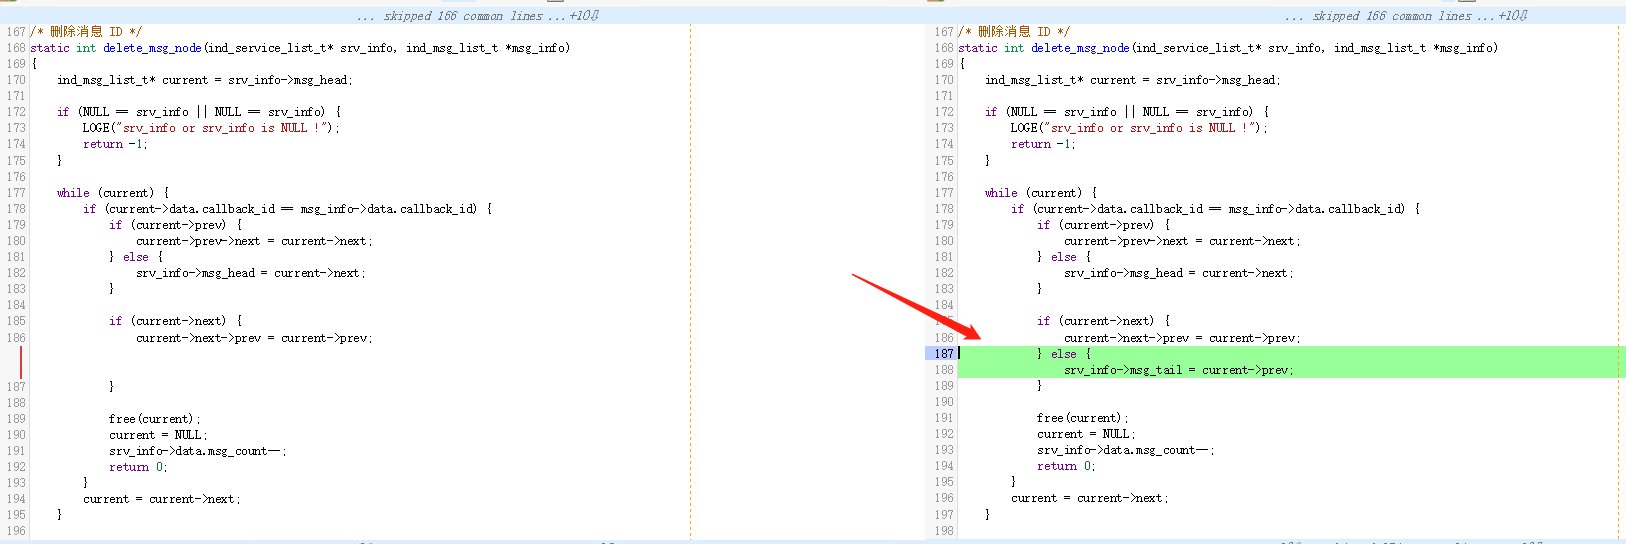 ... skipped 166 common lines ...+10⇩
167 /* 删除消息 ID */
168 static int delete_msg_node(ind_service_list_t* srv_info, ind_msg_list_t *msg_info)
169 {
170 ind_msg_list_t* current = srv_info->msg_head;
171
172 if (NULL == srv_info || NULL == srv_info) {
173 LOGE("srv_info or srv_info is NULL !");
174 return -1;
175 }
176
177 while (current) {
178 if (current->data.callback_id == msg_info->data.callback_id) {
179 if (current->prev) {
180 current->prev->next = current->next;
181 } else {
182 srv_info->msg_head = current->next;
183 }
184
185 if (current->next) {
186 current->next->prev = current->prev;
187 }
188
189 free(current);
190 current = NULL;
191 srv_info->data.msg_count--;
192 return 0;
193 }
194 current = current->next;
195 }
196
... skipped 166 common lines ...+10⇩
167 /* 删除消息 ID */
168 static int delete_msg_node(ind_service_list_t* srv_info, ind_msg_list_t *msg_info)
169 {
170 ind_msg_list_t* current = srv_info->msg_head;
171
172 if (NULL == srv_info || NULL == srv_info) {
173 LOGE("srv_info or srv_info is NULL !");
174 return -1;
175 }
176
177 while (current) {
178 if (current->data.callback_id == msg_info->data.callback_id) {
179 if (current->prev) {
180 current->prev->next = current->next;
181 } else {
182 srv_info->msg_head = current->next;
183 }
184
185 if (current->next) {
186 current->next->prev = current->prev;
187 } else {
188 srv_info->msg_tail = current->prev;
189 }
190
191 free(current);
192 current = NULL;
193 srv_info->data.msg_count--;
194 return 0;
195 }
196 current = current->next;
197 }
198